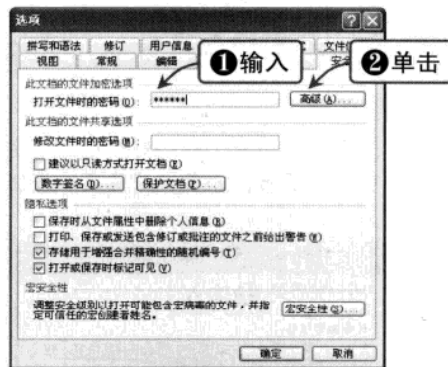 选项
拼写和语法 修订 用户信息 文件
视图 常规 编辑
❶输入 ❷单击
此文档的文件加密选项
打开文件时的密码(O): ****** 高级(A)...
此文档的文件共享选项
修改文件时的密码(M):
建议以只读方式打开文档(E)
数字签名(D)... 保护文档(P)...
隐私选项
保存时从文件属性中删除个人信息(R)
打印、保存或发送包含修订或批注的文件之前给出警告(W)
存储用于增强合并精确性的随机编号(T)
打开或保存时标记可见(V)
宏安全性
调整安全级别以打开可能包含宏病毒的文件，并指 宏安全性(S)...
定可信任的宏创建者姓名。
确定 取消